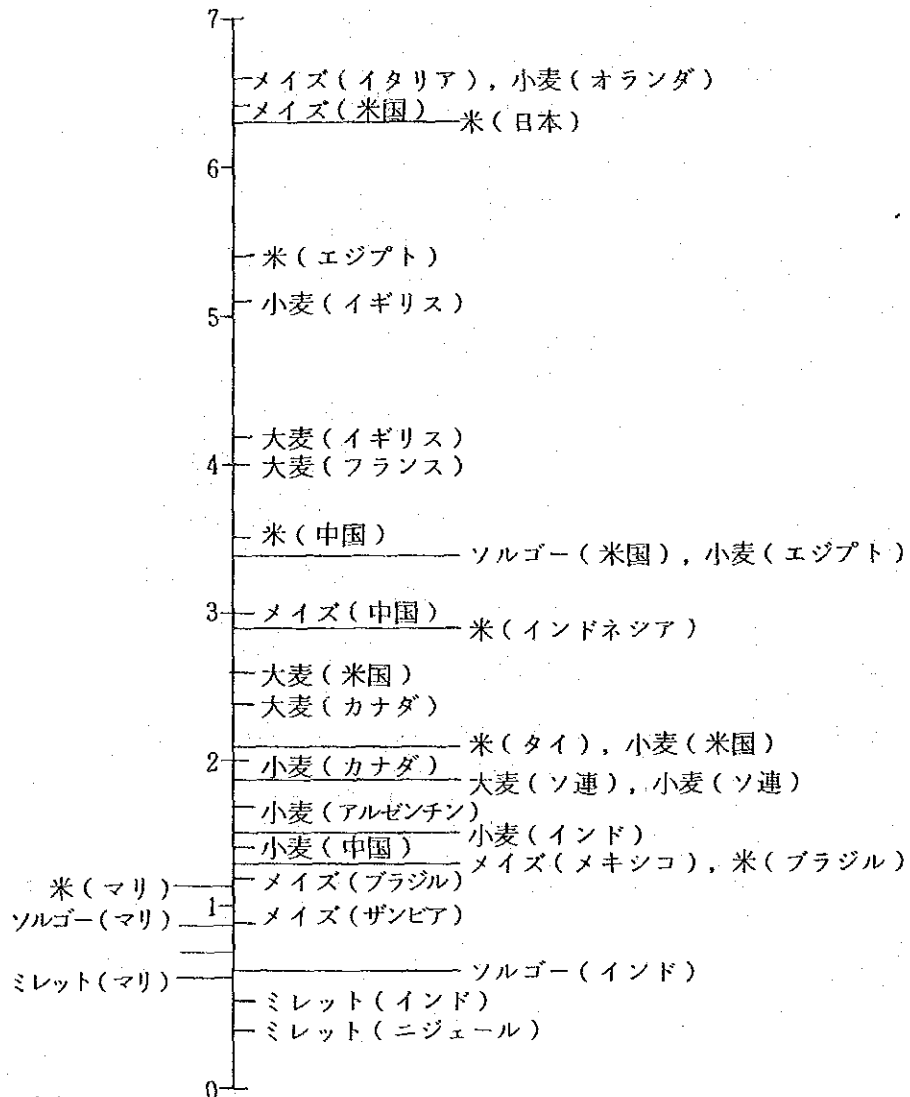 7
メイズ(イタリア), 小麦(オランダ)
メイズ(米国)
米(日本)
6
米(エジプト)
小麦(イギリス)
5
大麦(イギリス)
4 大麦(フランス)
米(中国)
ソルゴー(米国), 小麦(エジプト)
3 メイズ(中国)
米(インドネシア)
大麦(米国)
大麦(カナダ)
米(タイ), 小麦(米国)
2 小麦(カナダ)
大麦(ソ連), 小麦(ソ連)
小麦(アルゼンチン)
小麦(インド)
小麦(中国)
メイズ(メキシコ), 米(ブラジル)
米(マリ) メイズ(ブラジル)
1
ソルゴー(マリ) メイズ(ザンビア)
ソルゴー(インド)
ミレット(マリ)
ミレット(インド)
ミレット(ニジェール)
0